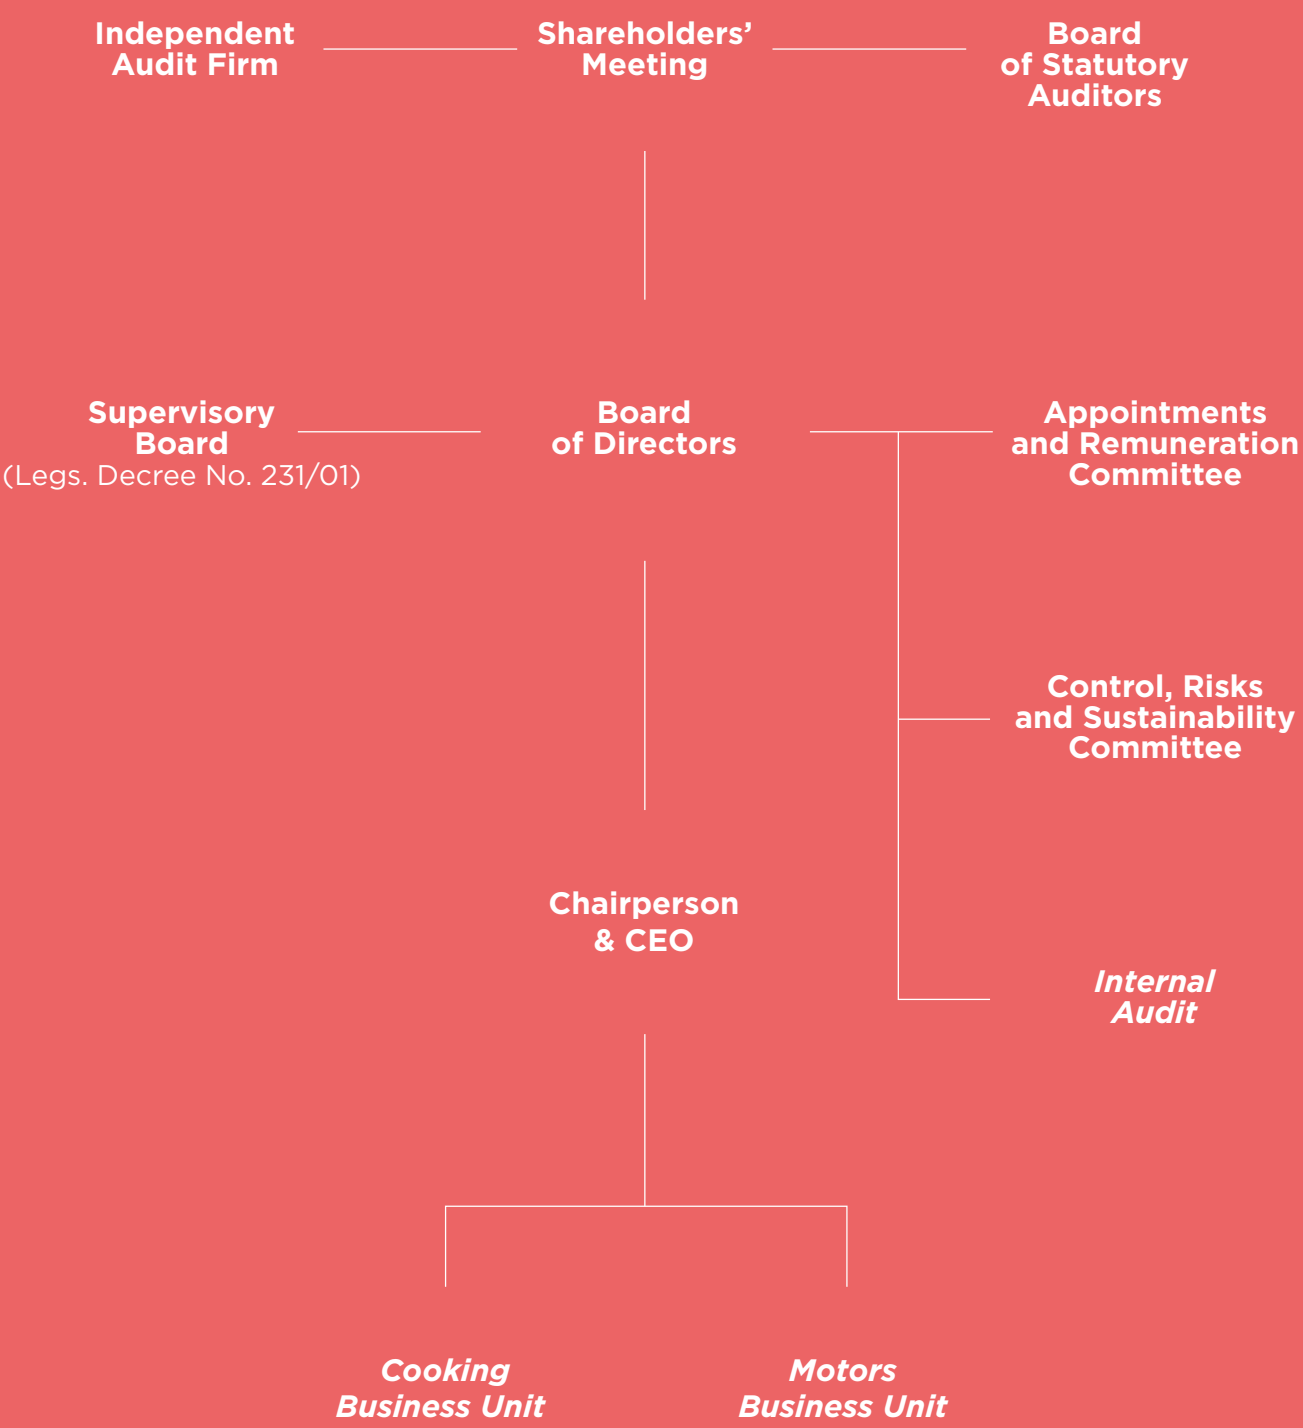 Independent
Audit Firm
Shareholders’
Meeting
Board
of Statutory
Auditors
Supervisory
Board
(Legs. Decree No. 231/01)
Board
of Directors
Appointments
and Remuneration
Committee
Control, Risks
and Sustainability
Committee
Chairperson
& CEO
Internal
Audit
Cooking
Business Unit
Motors
Business Unit